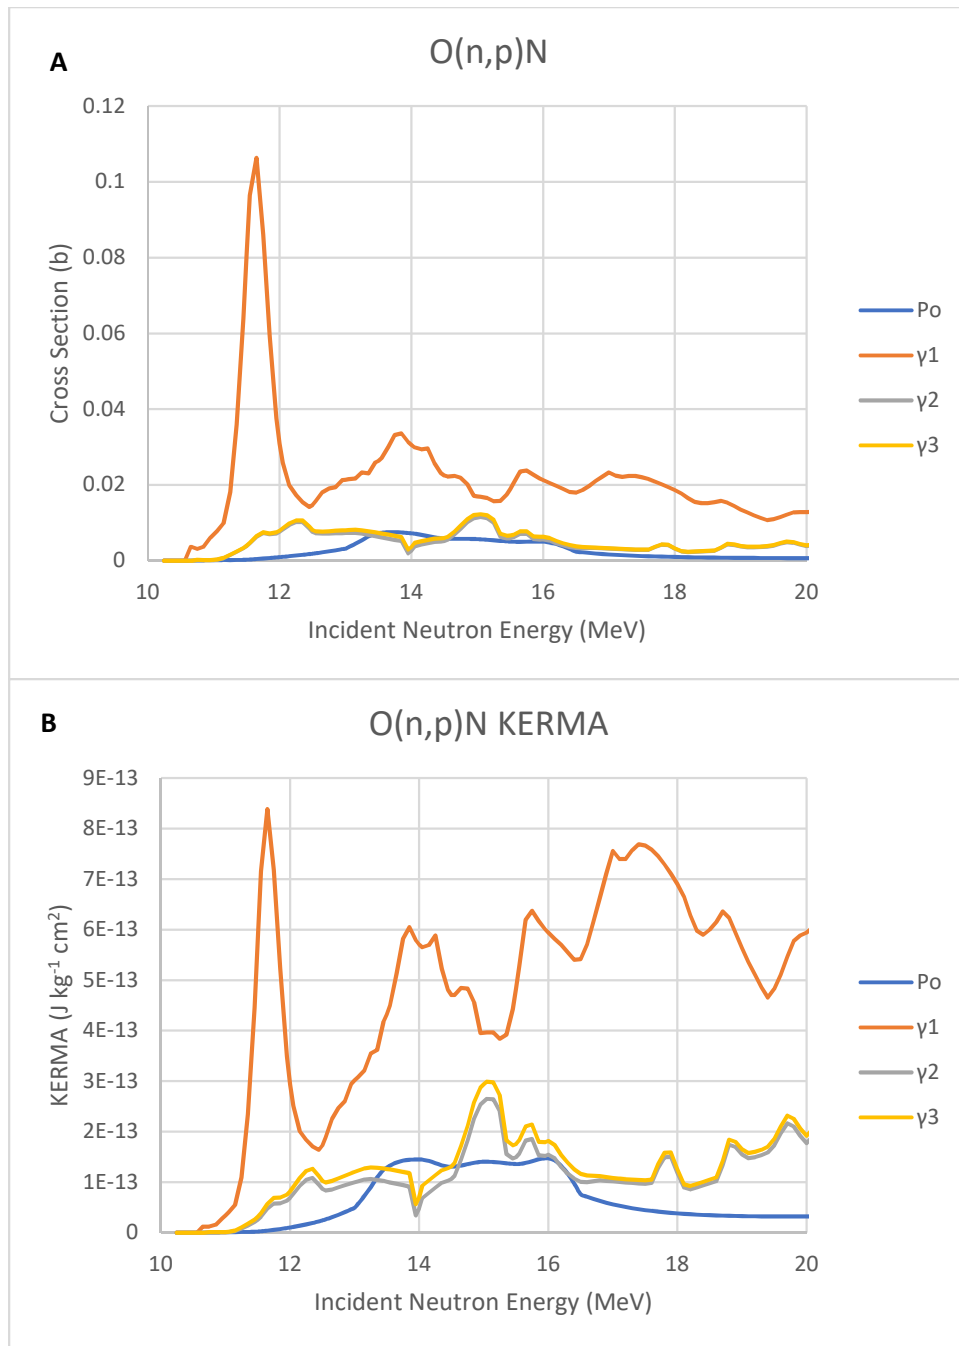 A
O(n,p)N
0.12
0.1
0.08
0.06
0.04
0.02
0
Cross Section (b)
10 12 14 16 18 20
Incident Neutron Energy (MeV)
Po
γ1
γ2
γ3
B
O(n,p)N KERMA
9E-13
8E-13
7E-13
6E-13
5E-13
4E-13
3E-13
2E-13
1E-13
0
KERMA (J kg⁻¹ cm²)
10 12 14 16 18 20
Incident Neutron Energy (MeV)
Po
γ1
γ2
γ3